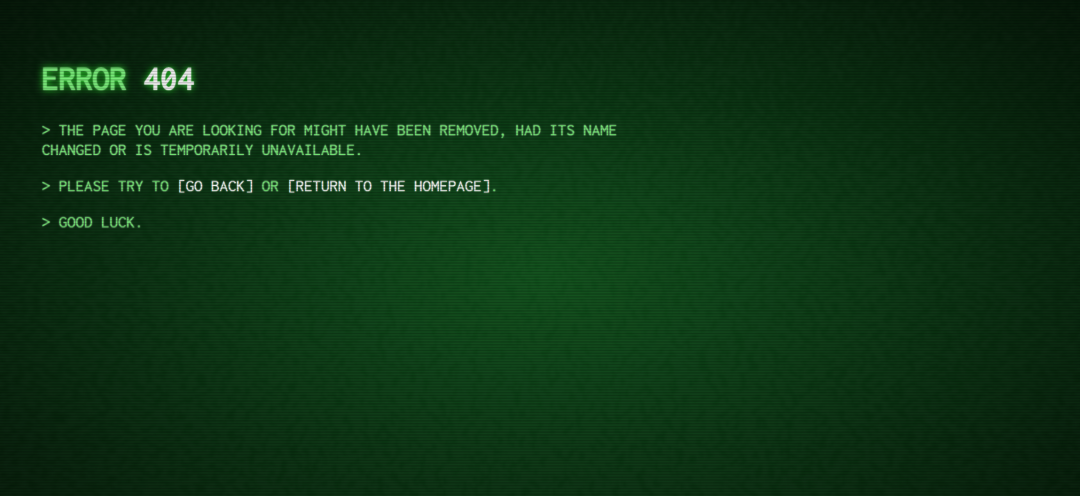 ERROR 404
> THE PAGE YOU ARE LOOKING FOR MIGHT HAVE BEEN REMOVED, HAD ITS NAME
CHANGED OR IS TEMPORARILY UNAVAILABLE.
> PLEASE TRY TO [GO BACK] OR [RETURN TO THE HOMEPAGE].
> GOOD LUCK.